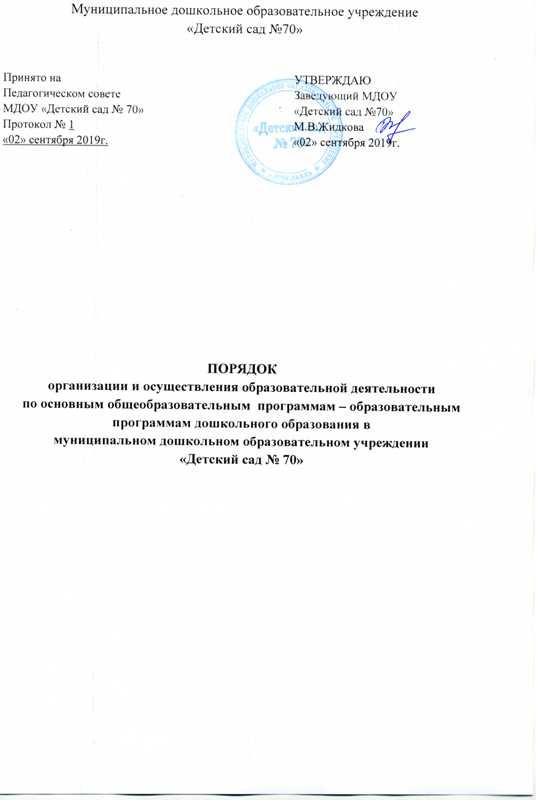 Муниципальное дошкольное образовательное учреждение
«Детский сад №70»
Принято на
Педагогическом совете
МДОУ «Детский сад № 70»
Протокол № 1
«02» сентября 2019г.
УТВЕРЖДАЮ
Заведующий МДОУ
«Детский сад №70»
М.В.Жидкова
«02» сентября 2019г.
ПОРЯДОК
организации и осуществления образовательной деятельности
по основным общеобразовательным  программам – образовательным
программам дошкольного образования в
муниципальном дошкольном образовательном учреждении
«Детский сад № 70»